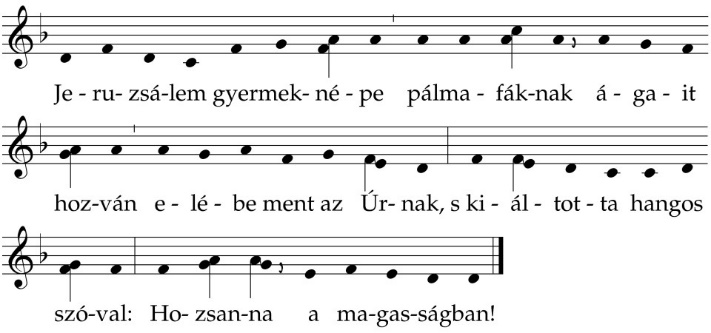 Je - ru- zsá-lem gyermek-né - pe pálma - fák-nak á - ga - it
hoz-ván e - lé - be ment az Úr- nak, s ki - ál - tot - ta hangos
szó-val: Ho- zsan-na a ma-gas-ságban!